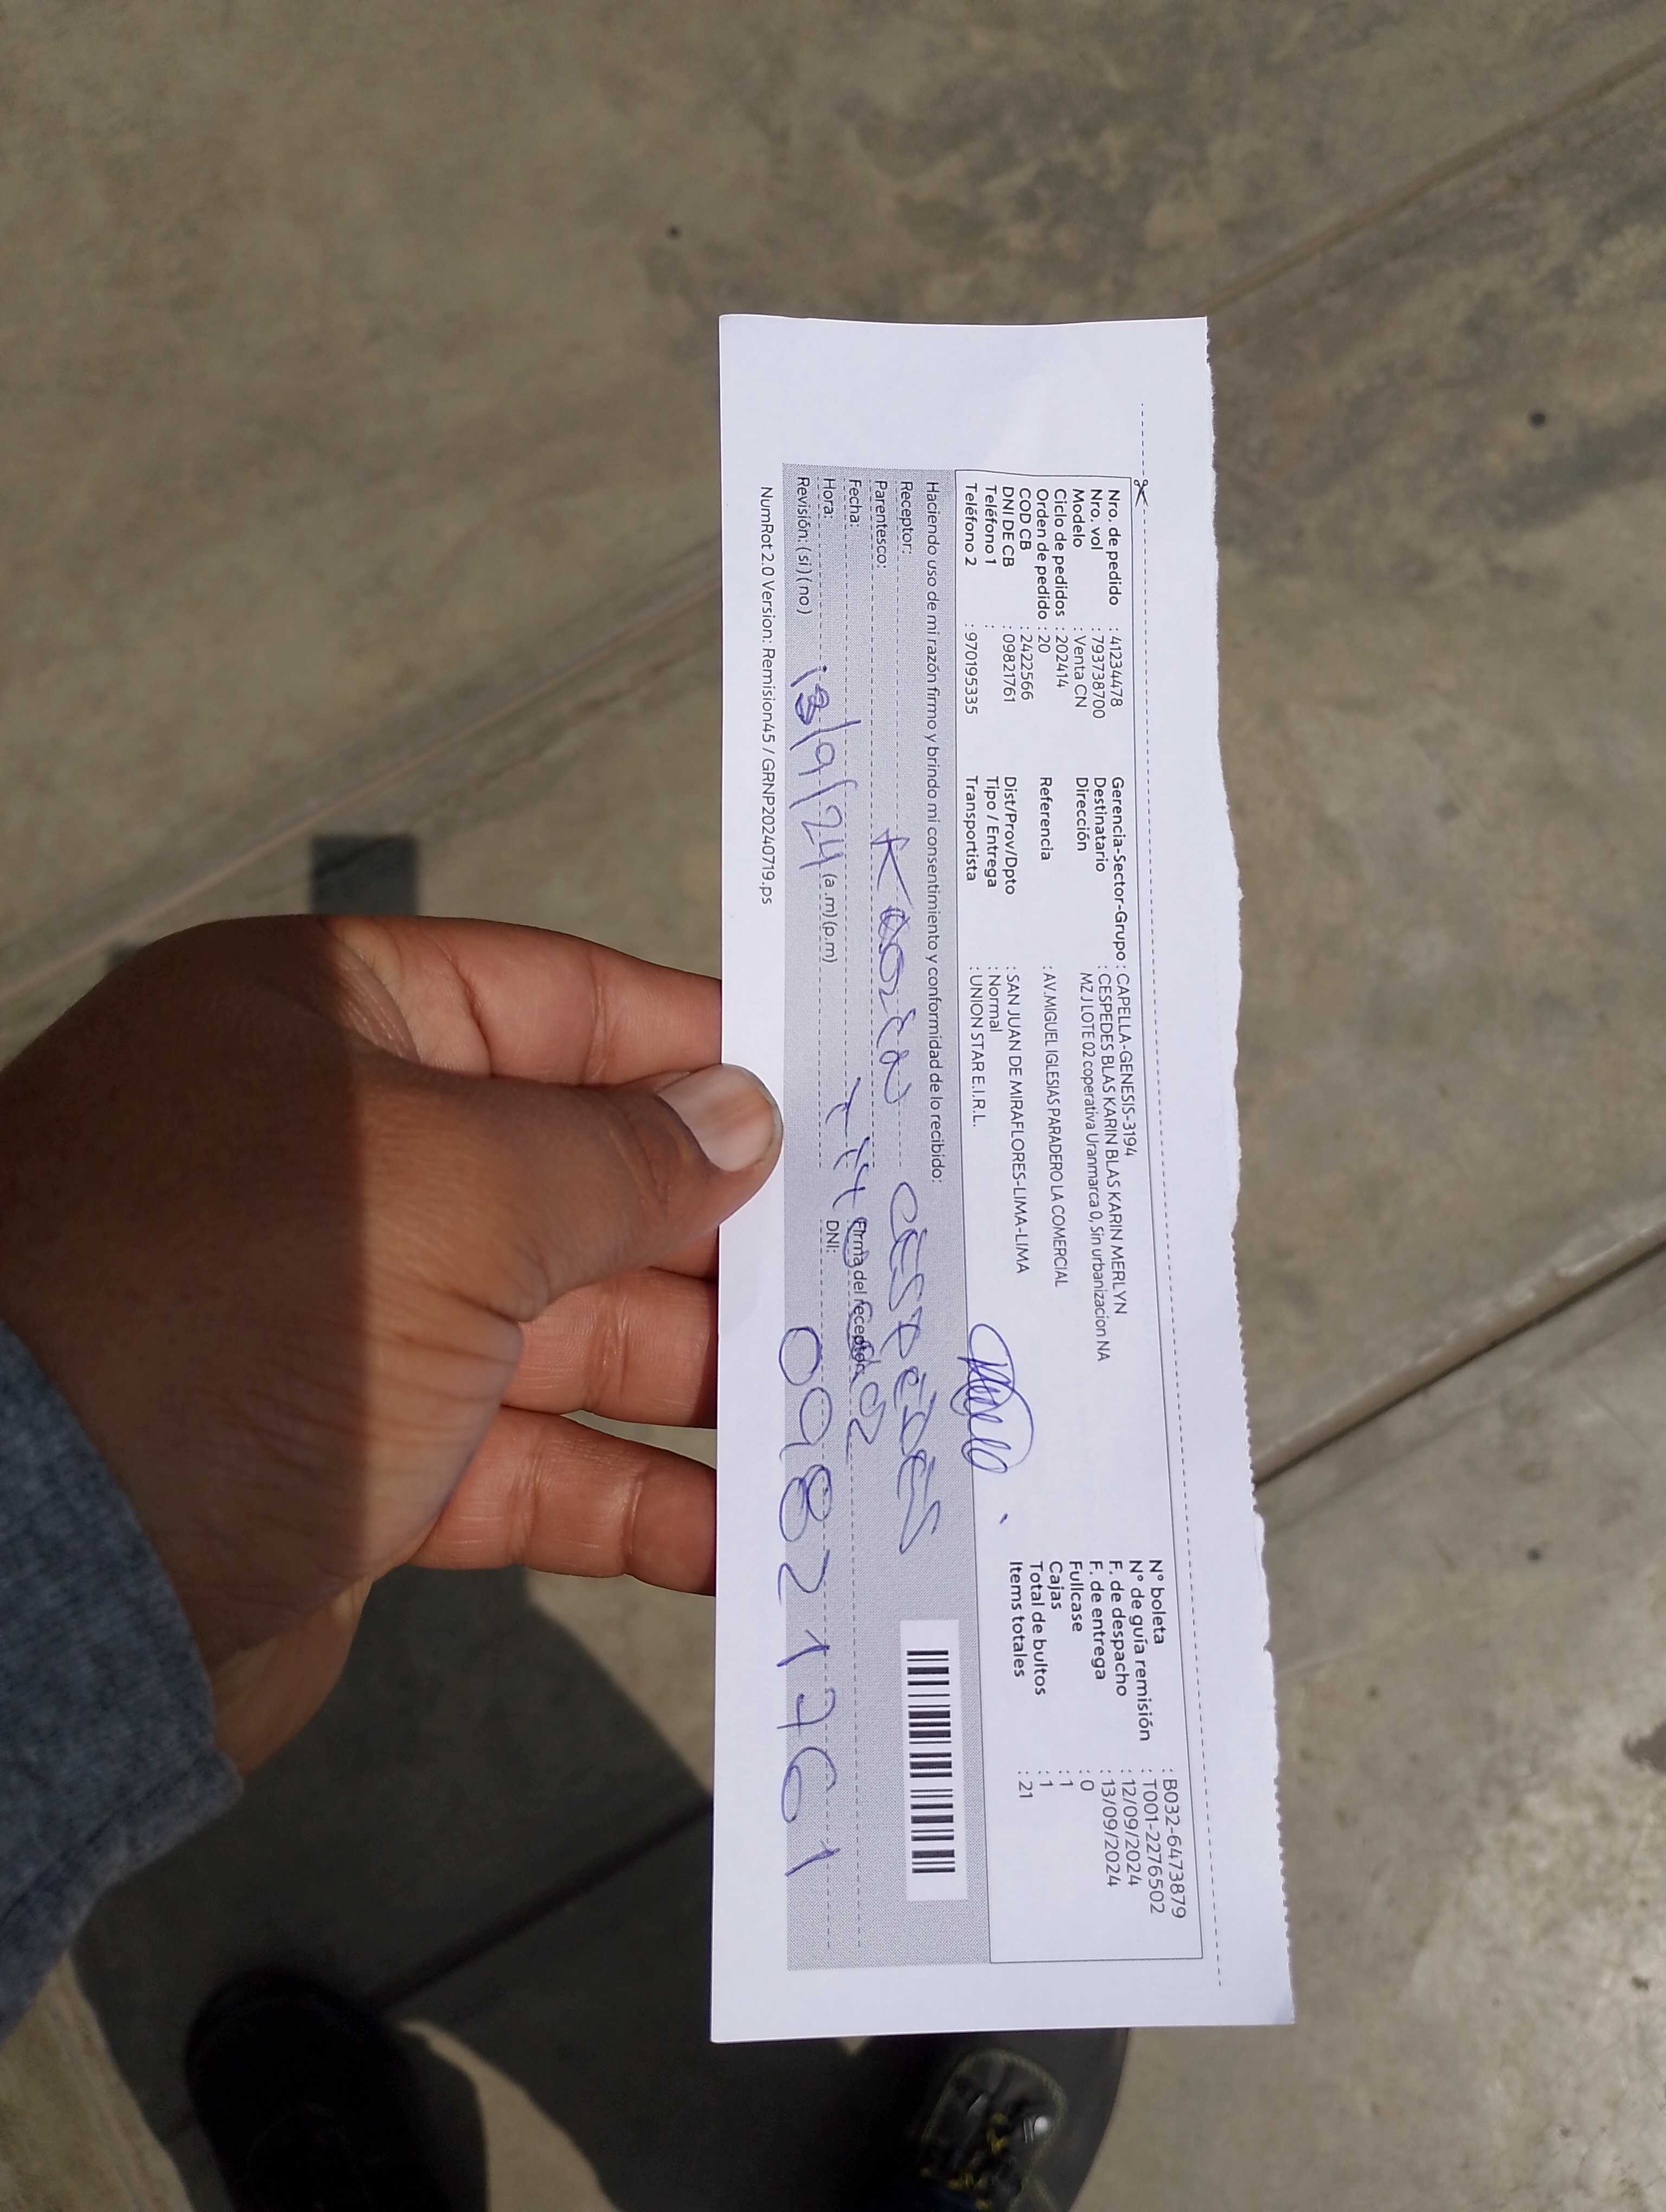 Nro. de pedido : 41234478
Nro. vol : 793738700
Modelo : Venta CN
Ciclo de pedidos : 202414
Orden de pedido : 20
COD CB : 2422566
DNI DE CB : 09821761
Teléfono 1 :
Teléfono 2 : 970195335
Gerencia-Sector-Grupo : CAPELLA-GENESIS-3194
Destinatario : CESPEDES BLAS KARIN BLAS KARIN MERLYN
Dirección MZ J LOTE 02 coperativa Uranmarca 0, Sin urbanizacion NA
Referencia : AV.MIGUEL IGLESIAS PARADERO LA COMERCIAL
Dist/Prov/Dpto : SAN JUAN DE MIRAFLORES-LIMA-LIMA
Tipo / Entrega : Normal
Transportista : UNION STAR E.I.R.L.
N° boleta : B032-6473879
N° de guía remisión : T001-2276502
F. de despacho : 12/09/2024
F. de entrega : 13/09/2024
Fullcase : 0
Cajas : 1
Total de bultos : 1
Items totales : 21
Haciendo uso de mi razón firmo y brindo mi consentimiento y conformidad de lo recibido:
Receptor: Karin CESPEDES
Parentesco:
Fecha: Firma del receptor:
Hora: 13/9/24 (a.m)(p.m) DNI: 09821761
Revisión: (si) (no)
NumRot 2.0 Version: Remision45 / GRNP20240719.ps